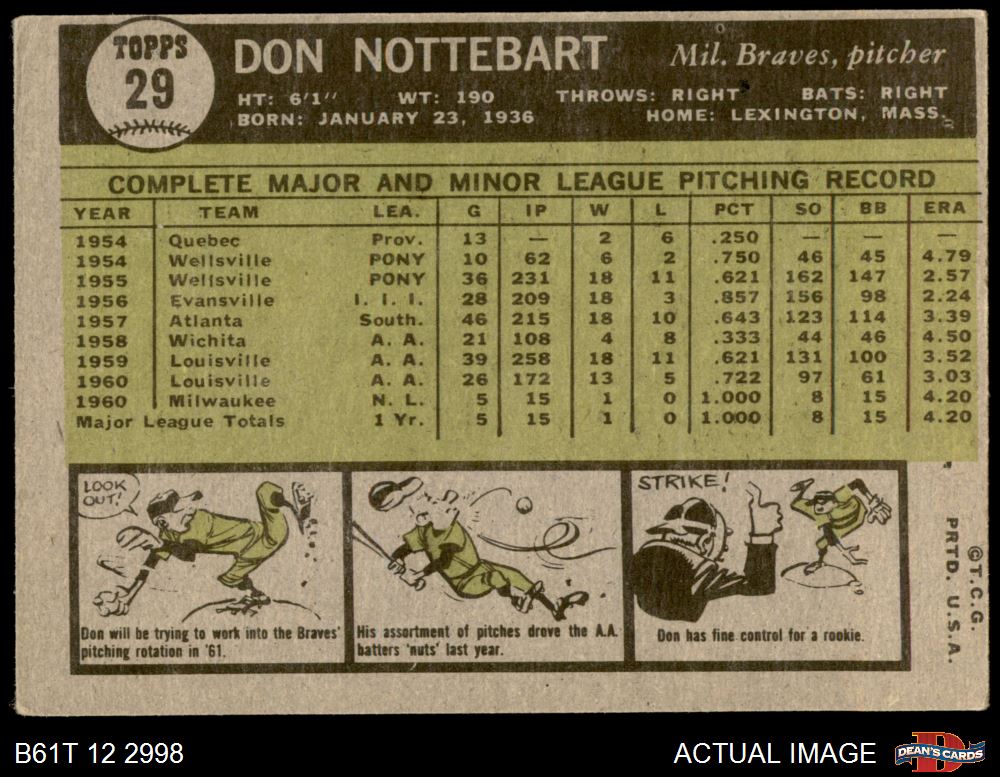 TOPPS
29
DON NOTTEBART
Mil. Braves, pitcher
HT: 6'1" WT: 190 THROWS: RIGHT BATS: RIGHT
BORN: JANUARY 23, 1936 HOME: LEXINGTON, MASS.
COMPLETE MAJOR AND MINOR LEAGUE PITCHING RECORD
YEAR TEAM LEA. G IP W L PCT SO BB ERA
1954 Quebec Prov. 13 — 2 6 .250 — — —
1954 Wellsville PONY 10 62 6 2 .750 46 45 4.79
1955 Wellsville PONY 36 231 18 11 .621 162 147 2.57
1956 Evansville I. I. I. 28 209 18 3 .857 156 98 2.24
1957 Atlanta South. 46 215 18 10 .643 123 114 3.39
1958 Wichita A. A. 21 108 4 8 .333 44 46 4.50
1959 Louisville A. A. 39 258 18 11 .621 131 100 3.52
1960 Louisville A. A. 26 172 13 5 .722 97 61 3.03
1960 Milwaukee N. L. 5 15 1 0 1.000 8 15 4.20
Major League Totals 1 Yr. 5 15 1 0 1.000 8 15 4.20
LOOK
OUT!
Don will be trying to work into the Braves'
pitching rotation in '61.
His assortment of pitches drove the A.A.
batters 'nuts' last year.
STRIKE!
Don has fine control for a rookie.
©T.C.G.
PRTD. U.S.A.
B61T 12 2998
ACTUAL IMAGE
D
DEAN'S CARDS
WWW.DEANSCARDS.COM